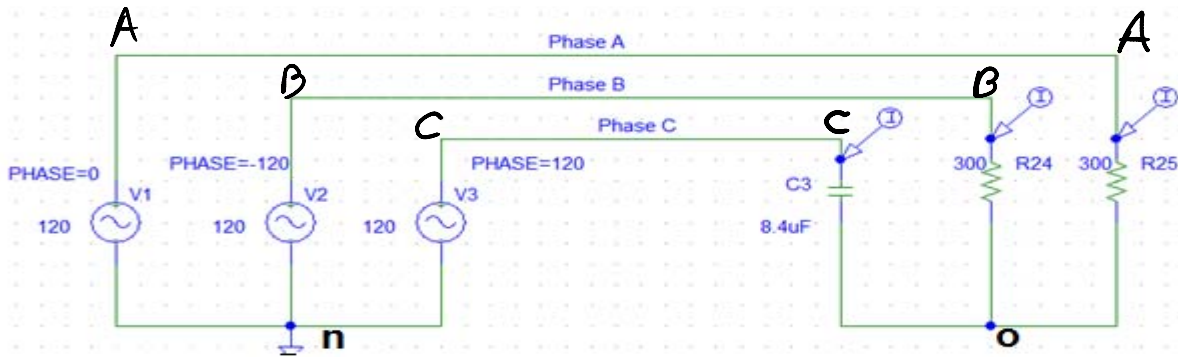 A
A
Phase A
B
Phase B
B
C
Phase C
C
I
I
I
PHASE=0
PHASE=-120
PHASE=120
300
R24
300
R25
V1
V2
V3
C3
120
120
120
8.4uF
n
o